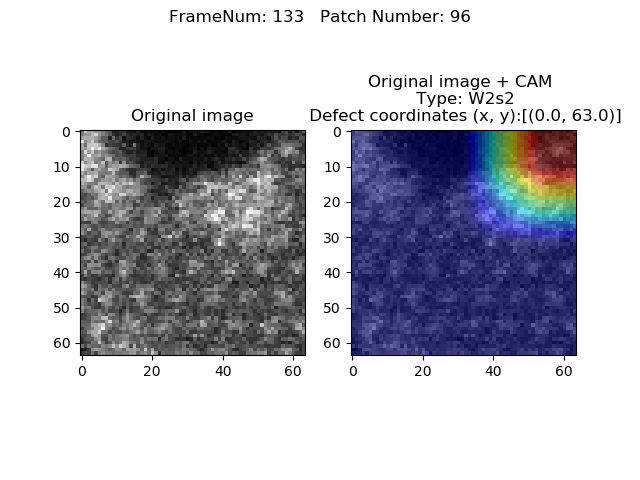 FrameNum: 133   Patch Number: 96
Original image
Original image + CAM
Type: W2s2
Defect coordinates (x, y):[(0.0, 63.0)]
0
10
20
30
40
50
60
0 20 40 60
0
10
20
30
40
50
60
0 20 40 60